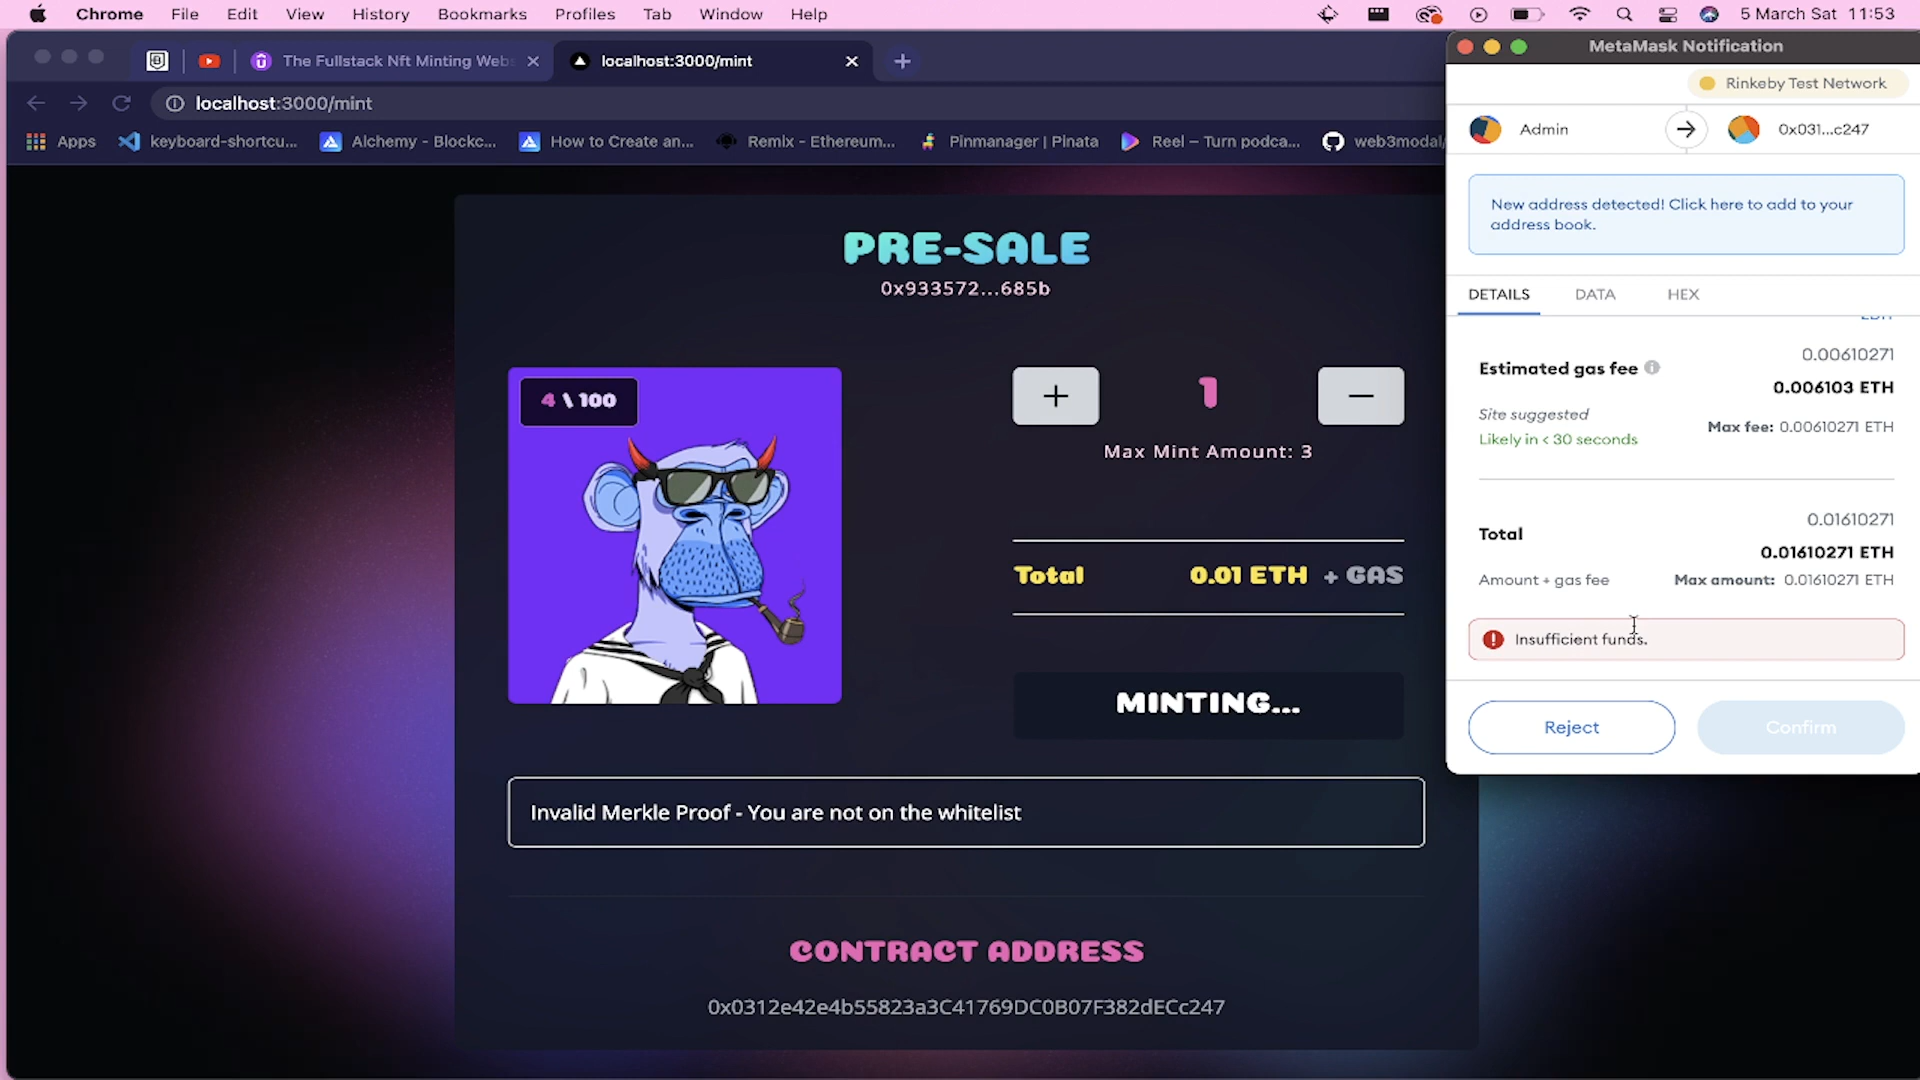 Chrome File Edit View History Bookmarks Profiles Tab Window Help
5 March Sat 11:53
The Fullstack Nft Minting Webs
localhost:3000/mint
localhost:3000/mint
Apps
keyboard-shortcu...
Alchemy - Blockc...
How to Create an...
Remix - Ethereum...
Pinmanager | Pinata
Reel – Turn podca...
web3modal/
PRE-SALE
0x933572...685b
4 \ 100
+ 1 −
Max Mint Amount: 3
Total 0.01 ETH + GAS
MINTING...
Invalid Merkle Proof - You are not on the whitelist
CONTRACT ADDRESS
0x0312e42e4b55823a3C41769DC0B07F382dECc247
MetaMask Notification
Rinkeby Test Network
Admin
0x031...c247
New address detected! Click here to add to your
address book.
DETAILS DATA HEX
0.00610271
Estimated gas fee
0.006103 ETH
Site suggested
Max fee: 0.00610271 ETH
Likely in < 30 seconds
0.01610271
Total
0.01610271 ETH
Amount + gas fee
Max amount: 0.01610271 ETH
Insufficient funds.
Reject
Confirm